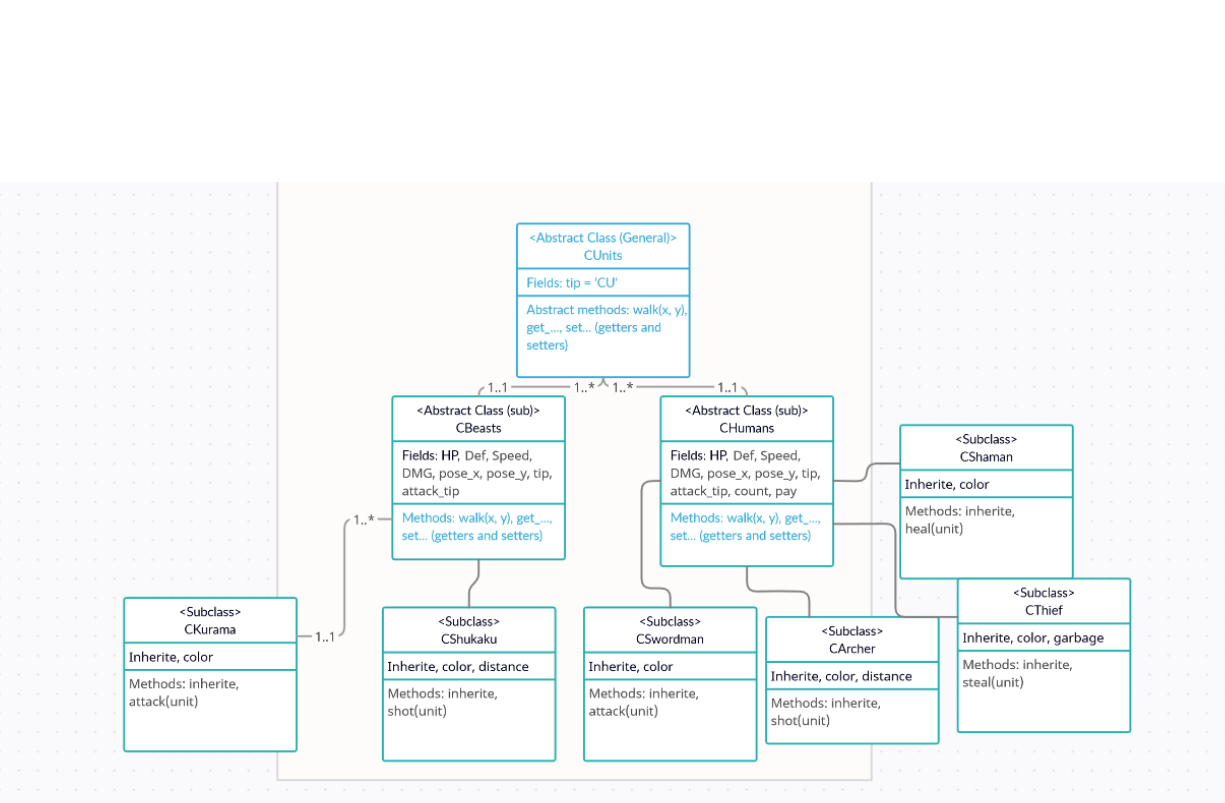 <Abstract Class (General)>
CUnits
Fields: tip = 'CU'
Abstract methods: walk(x, y),
get_..., set... (getters and
setters)
1..1
1..*
1..*
1..1
<Abstract Class (sub)>
CBeasts
Fields: HP, Def, Speed,
DMG, pose_x, pose_y, tip,
attack_tip
Methods: walk(x, y), get_...,
set... (getters and setters)
<Abstract Class (sub)>
CHumans
Fields: HP, Def, Speed,
DMG, pose_x, pose_y, tip,
attack_tip, count, pay
Methods: walk(x, y), get_...,
set... (getters and setters)
<Subclass>
CShaman
Inherite, color
Methods: inherite,
heal(unit)
1..*
1..1
<Subclass>
CKurama
Inherite, color
Methods: inherite,
attack(unit)
<Subclass>
CShukaku
Inherite, color, distance
Methods: inherite,
shot(unit)
<Subclass>
CSwordman
Inherite, color
Methods: inherite,
attack(unit)
<Subclass>
CArcher
Inherite, color, distance
Methods: inherite,
shot(unit)
<Subclass>
CThief
Inherite, color, garbage
Methods: inherite,
steal(unit)